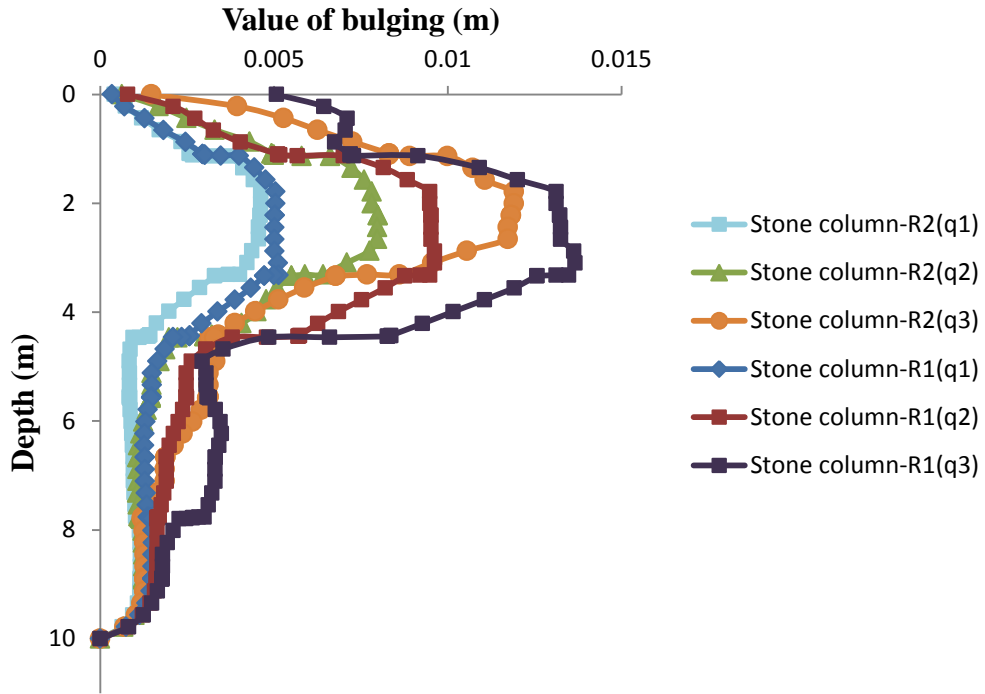 Value of bulging (m)
0 0.005 0.01 0.015
0
2
4
6
8
10
Depth (m)
Stone column-R2(q1)
Stone column-R2(q2)
Stone column-R2(q3)
Stone column-R1(q1)
Stone column-R1(q2)
Stone column-R1(q3)